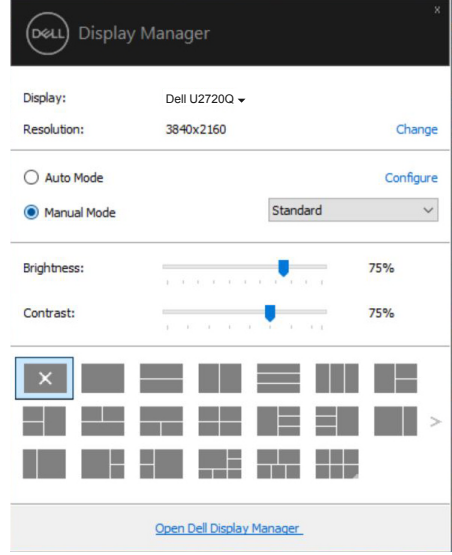 x
DELL Display Manager
Display: Dell U2720Q
Resolution: 3840x2160 Change
Auto Mode Configure
Manual Mode Standard
Brightness: 75%
Contrast: 75%
Open Dell Display Manager